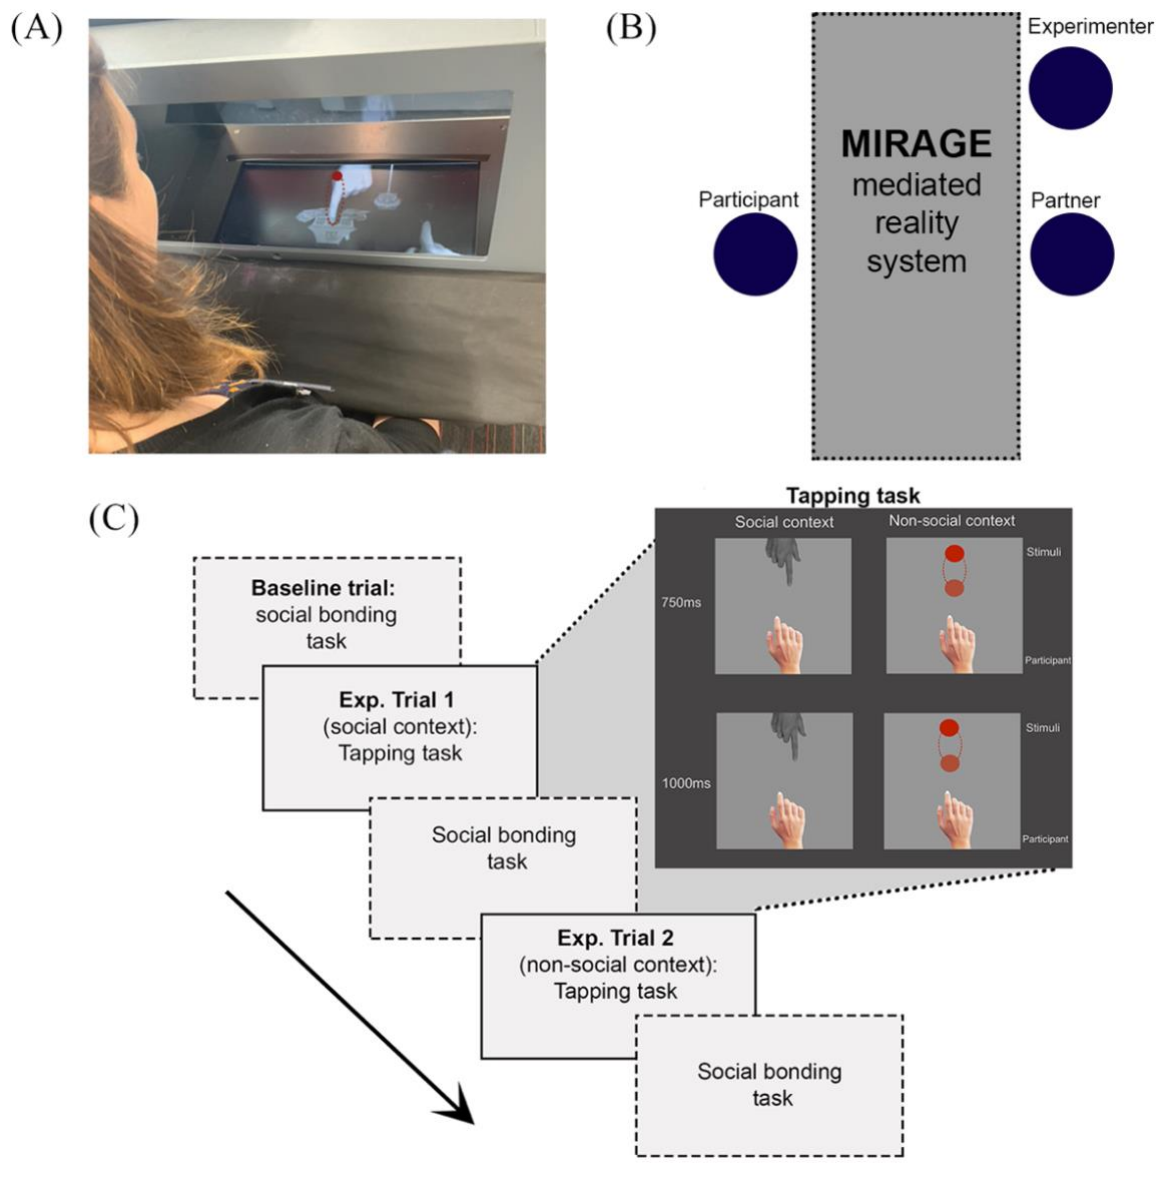 (A)
(B)
Experimenter
MIRAGE
mediated
reality
system
Participant
Partner
(C)
Tapping task
Social context
Non-social context
Stimuli
750ms
Participant
Stimuli
1000ms
Participant
Baseline trial:
social bonding
task
Exp. Trial 1
(social context):
Tapping task
Social bonding
task
Exp. Trial 2
(non-social context):
Tapping task
Social bonding
task